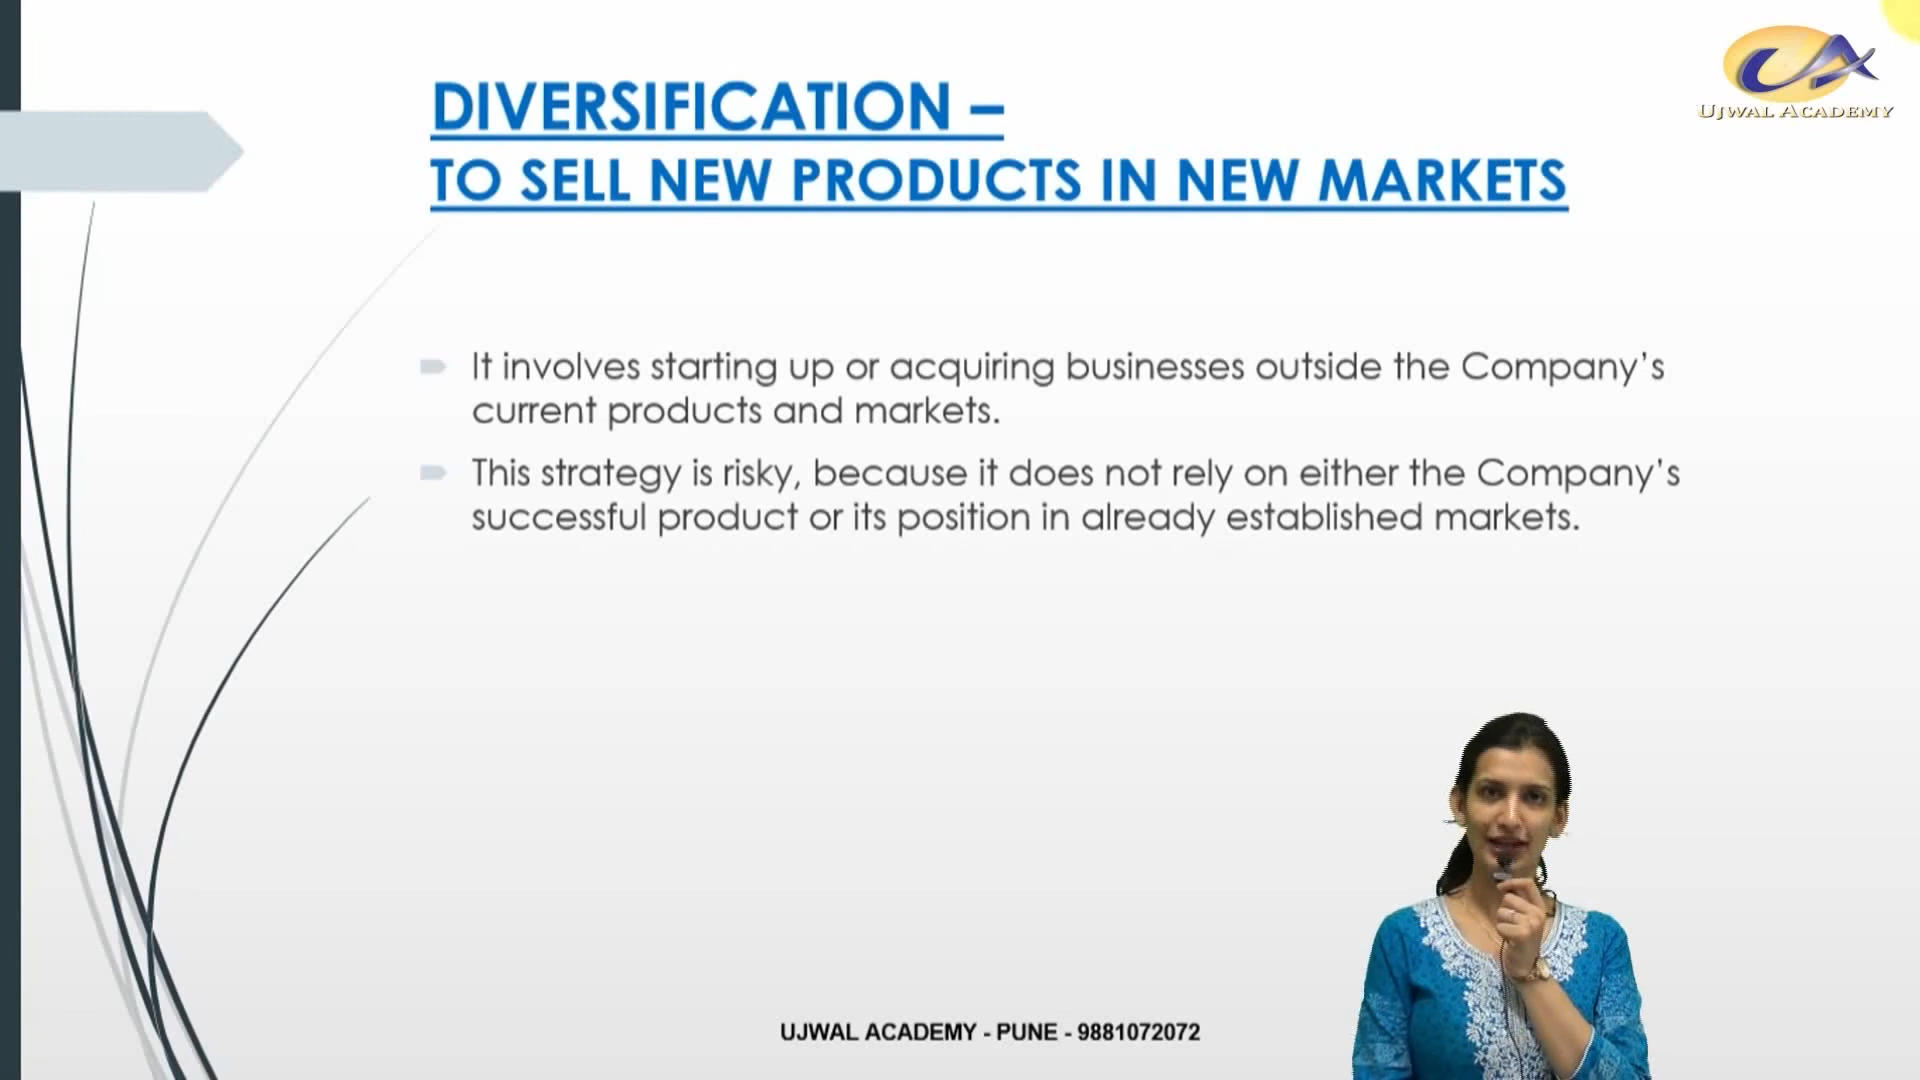 UJWAL ACADEMY
DIVERSIFICATION –
TO SELL NEW PRODUCTS IN NEW MARKETS
It involves starting up or acquiring businesses outside the Company’s
current products and markets.
This strategy is risky, because it does not rely on either the Company’s
successful product or its position in already established markets.
UJWAL ACADEMY - PUNE - 9881072072